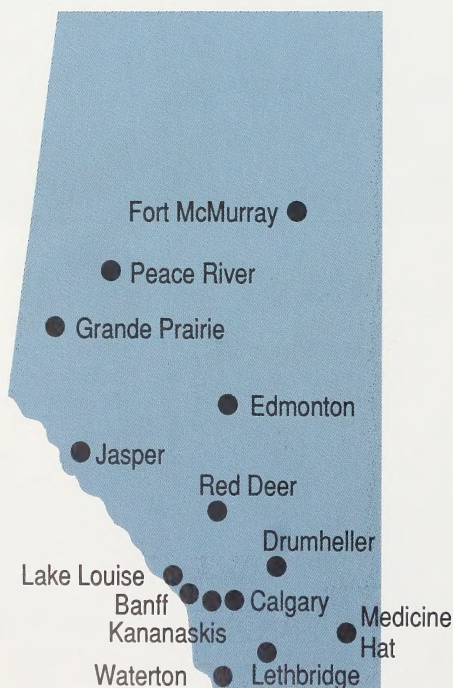 Fort McMurray
Peace River
Grande Prairie
Edmonton
Jasper
Red Deer
Drumheller
Lake Louise
Banff
Calgary
Kananaskis
Medicine
Hat
Waterton
Lethbridge